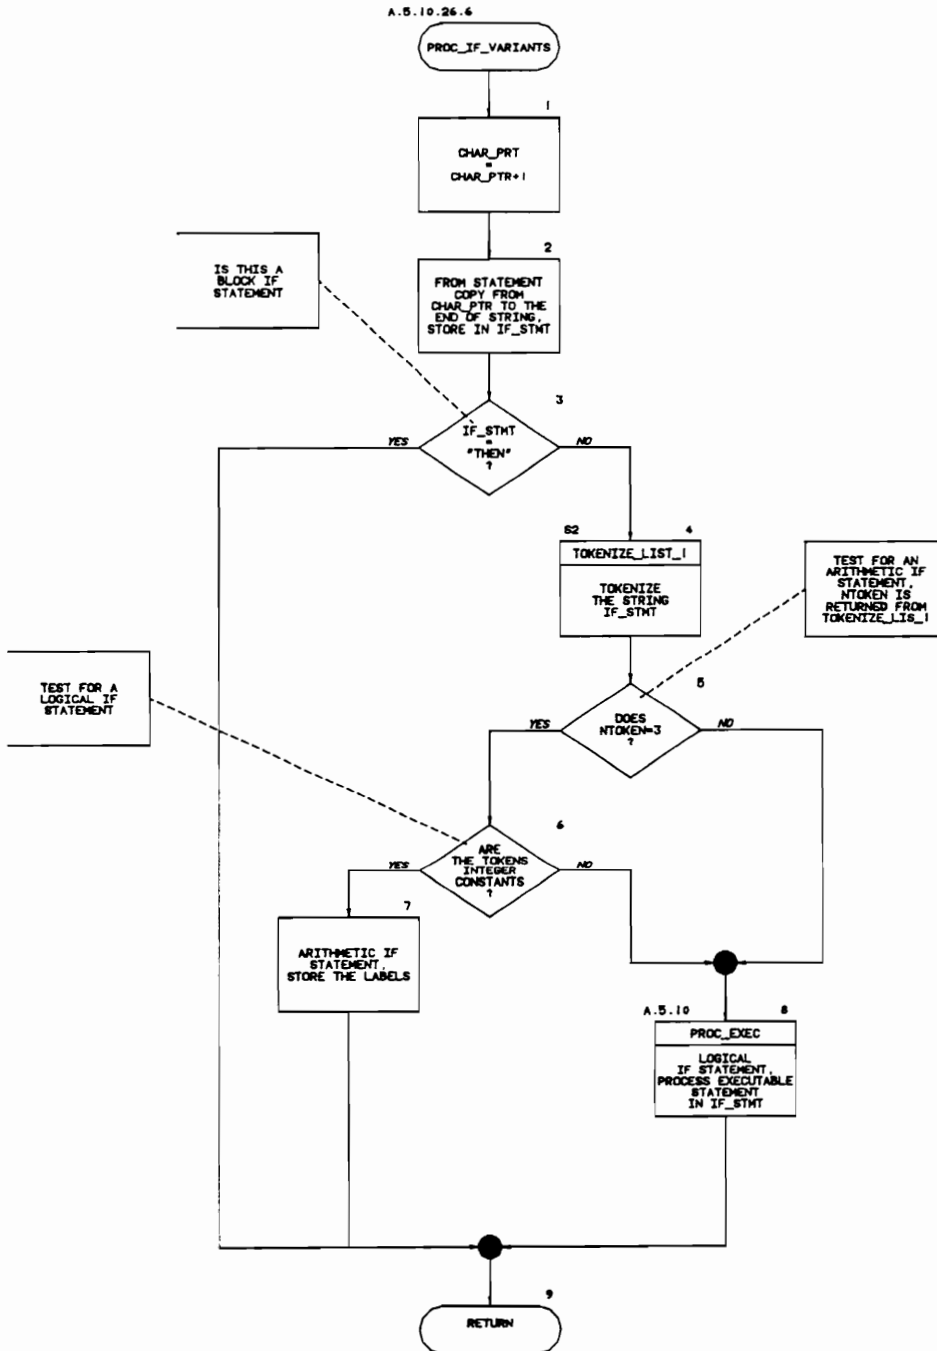 A.5.10.26.6
PROC_IF_VARIANTS
1
CHAR_PRT
=
CHAR_PTR+1
2
IS THIS A
BLOCK IF
STATEMENT
FROM STATEMENT
COPY FROM
CHAR_PTR TO THE
END OF STRING,
STORE IN IF_STMT
3
YES
IF_STMT
=
"THEN"
?
NO
S2
4
TOKENIZE_LIST_1
TOKENIZE
THE STRING
IF_STMT
TEST FOR AN
ARITHMETIC IF
STATEMENT,
NTOKEN IS
RETURNED FROM
TOKENIZE_LIS_1
TEST FOR A
LOGICAL IF
STATEMENT
5
YES
DOES
NTOKEN=3
?
NO
6
YES
ARE
THE TOKENS
INTEGER
CONSTANTS
?
NO
7
ARITHMETIC IF
STATEMENT,
STORE THE LABELS
A.5.10
8
PROC_EXEC
LOGICAL
IF STATEMENT,
PROCESS EXECUTABLE
STATEMENT
IN IF_STMT
9
RETURN